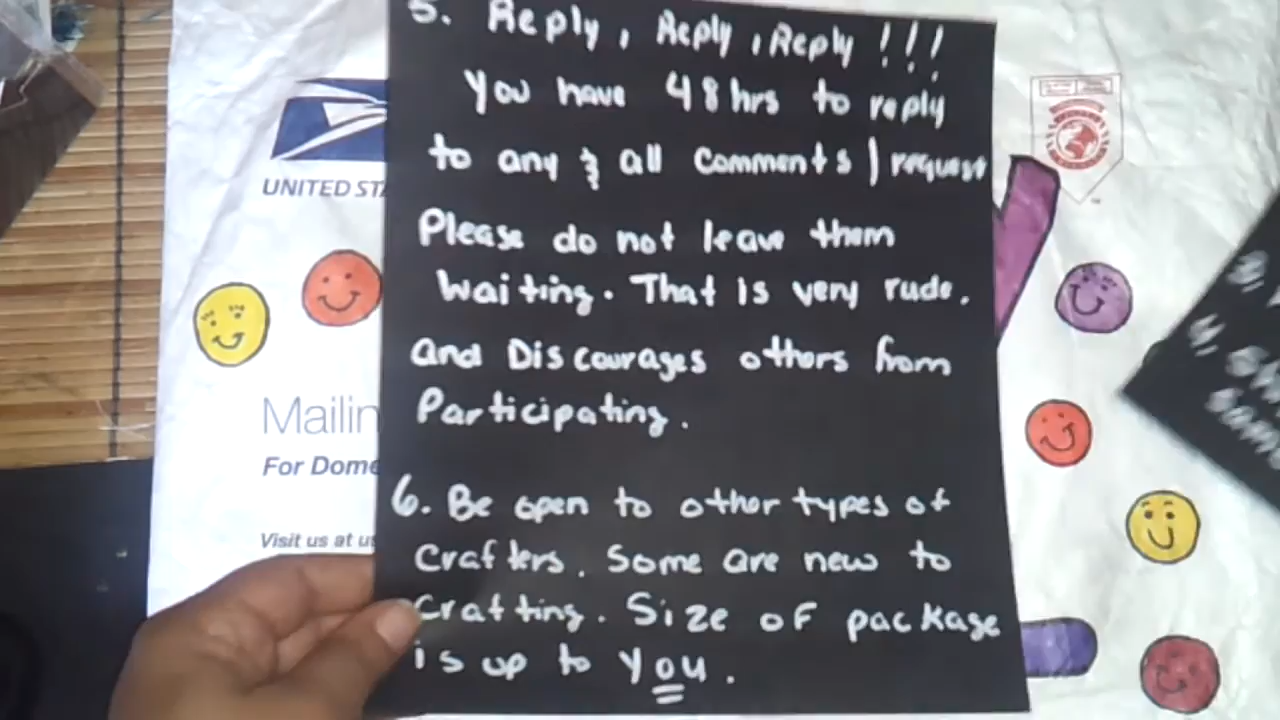 5. Reply, Reply, Reply!!!
You have 48hrs to reply
to any & all comments | request
Please do not leave them
waiting. That is very rude.
and Discourages others from
Participating.
6. Be open to other types of
crafters. Some are new to
crafting. Size of package
is up to you.
UNITED STA
Mailin
For Dome
Visit us at us
3,
4,